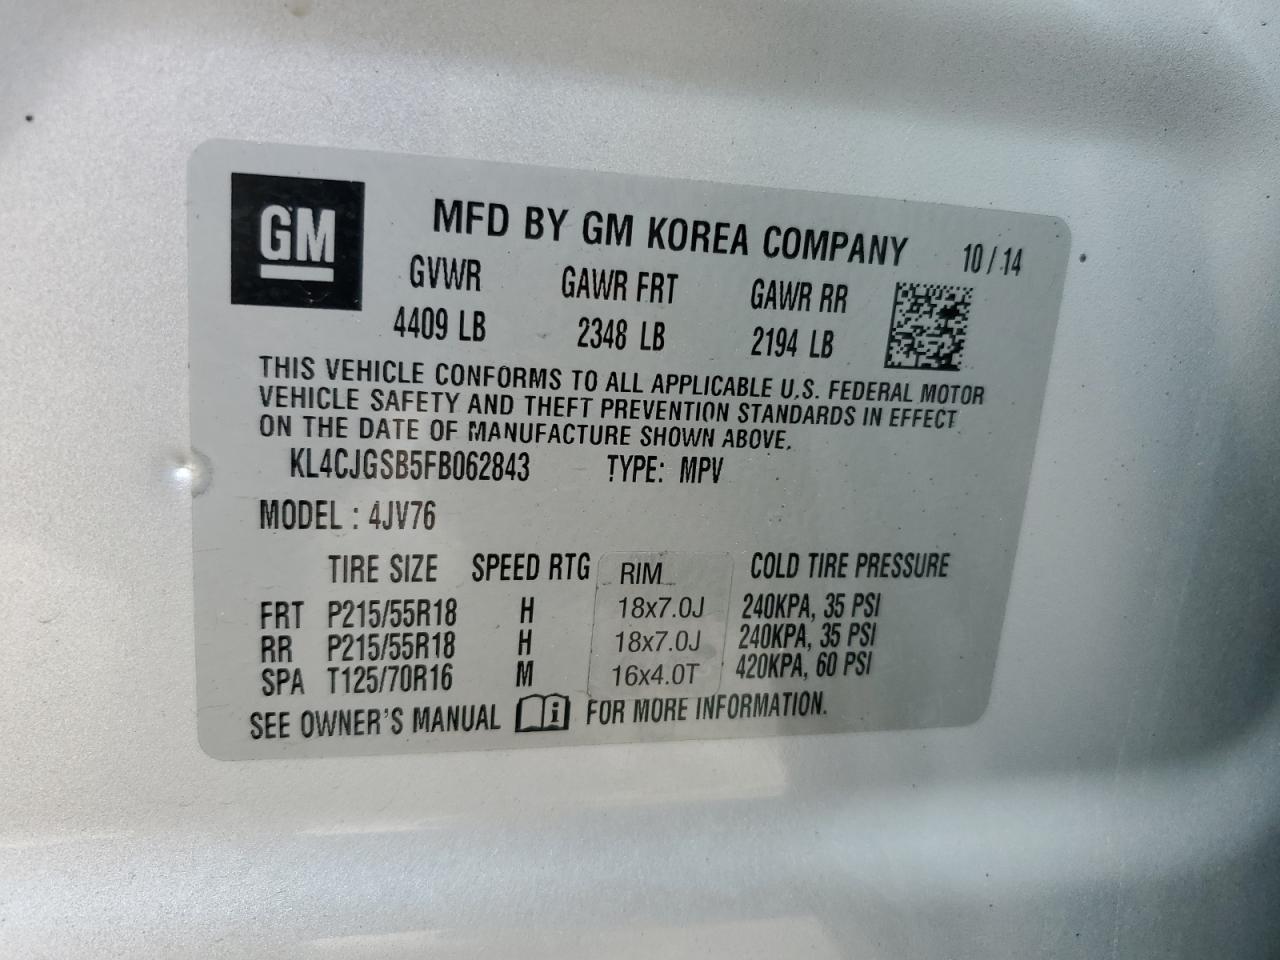 GM
MFD BY GM KOREA COMPANY 10/14
GVWR GAWR FRT GAWR RR
4409 LB 2348 LB 2194 LB
THIS VEHICLE CONFORMS TO ALL APPLICABLE U.S. FEDERAL MOTOR
VEHICLE SAFETY AND THEFT PREVENTION STANDARDS IN EFFECT
ON THE DATE OF MANUFACTURE SHOWN ABOVE.
KL4CJGSB5FB062843 TYPE: MPV
MODEL : 4JV76
TIRE SIZE SPEED RTG RIM COLD TIRE PRESSURE
FRT P215/55R18 H 18x7.0J 240KPA, 35 PSI
RR P215/55R18 H 18x7.0J 240KPA, 35 PSI
SPA T125/70R16 M 16x4.0T 420KPA, 60 PSI
SEE OWNER'S MANUAL i FOR MORE INFORMATION.